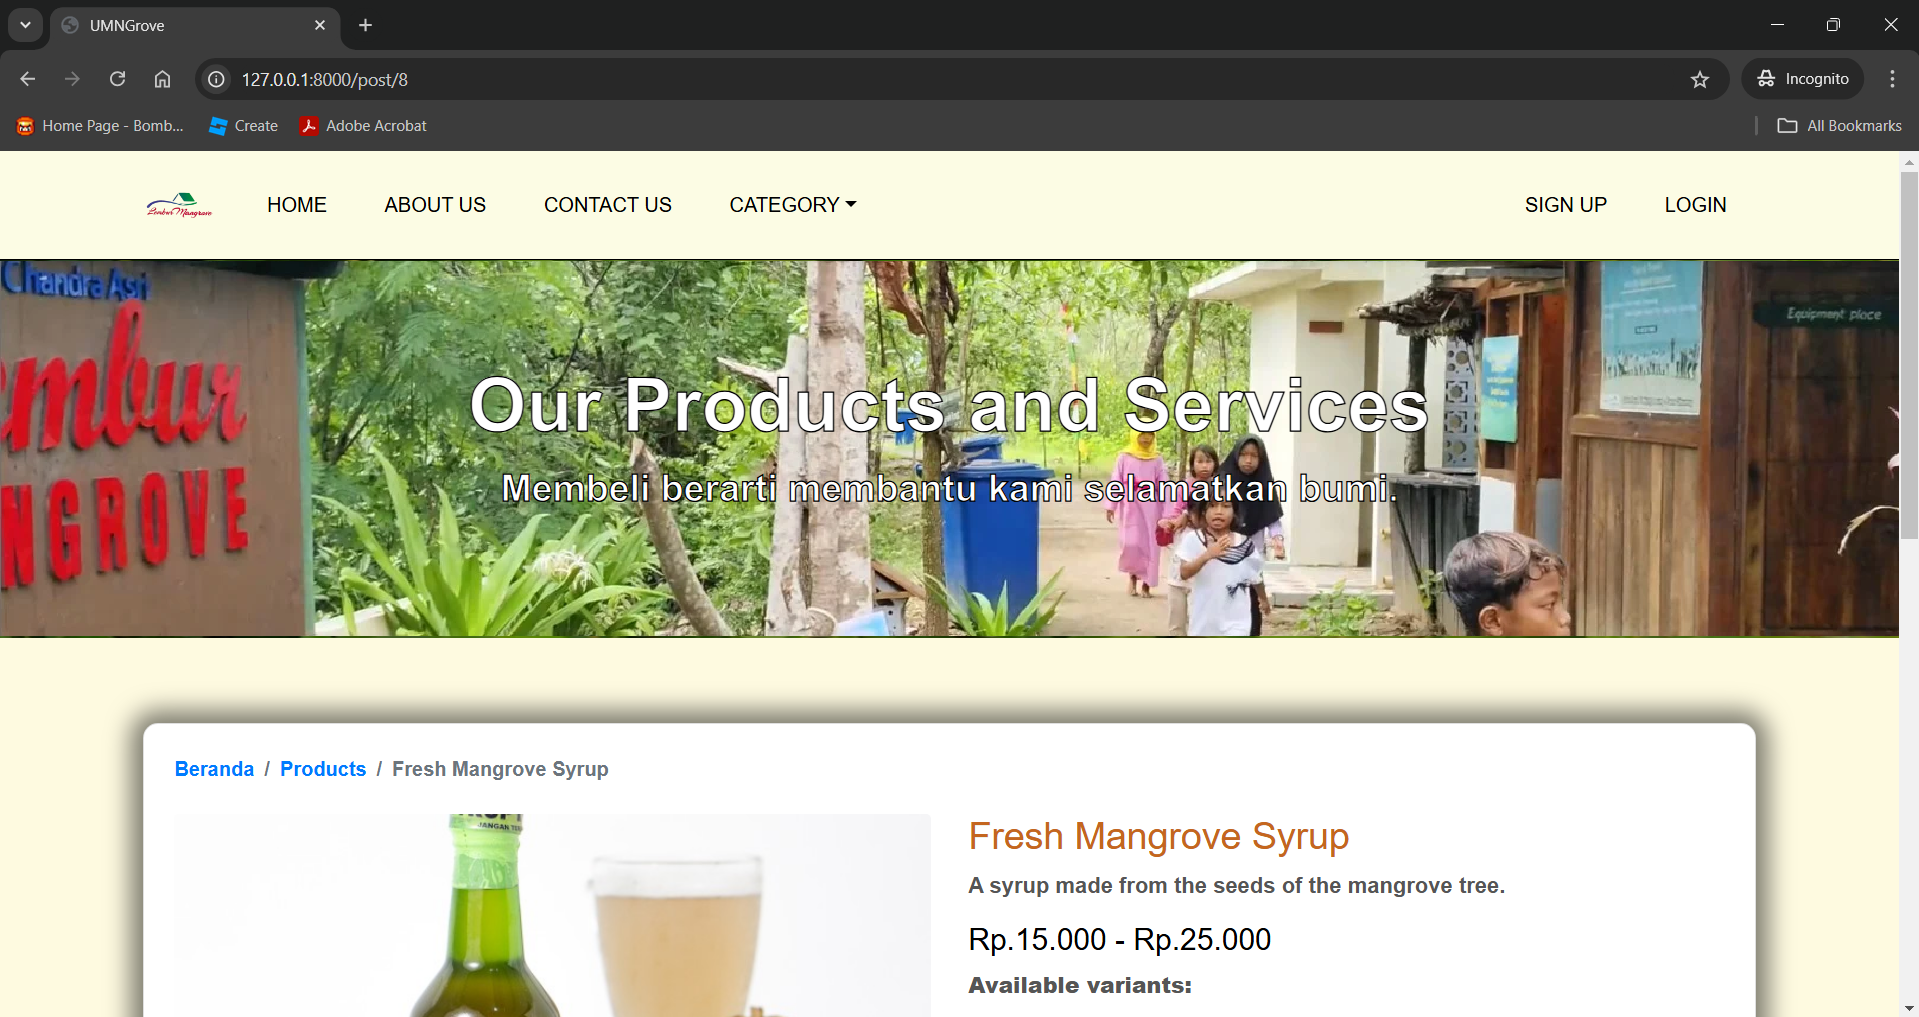 UMNGrove
127.0.0.1:8000/post/8
Incognito
Home Page - Bomb...
Create
Adobe Acrobat
All Bookmarks
Lembur Mangrove
HOME
ABOUT US
CONTACT US
CATEGORY
SIGN UP
LOGIN
Chandra Asri
mbur
NGROVE
Equipment place
Our Products and Services
Membeli berarti membantu kami selamatkan bumi.
Beranda / Products / Fresh Mangrove Syrup
JANGAN
Fresh Mangrove Syrup
A syrup made from the seeds of the mangrove tree.
Rp.15.000 - Rp.25.000
Available variants: